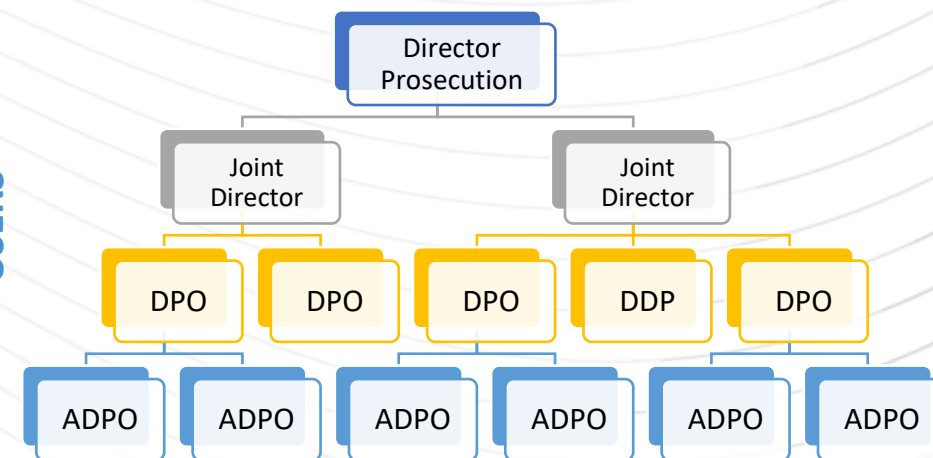 Director
Prosecution
Joint
Director
Joint
Director
DPO
DPO
DPO
DDP
DPO
ADPO
ADPO
ADPO
ADPO
ADPO
ADPO